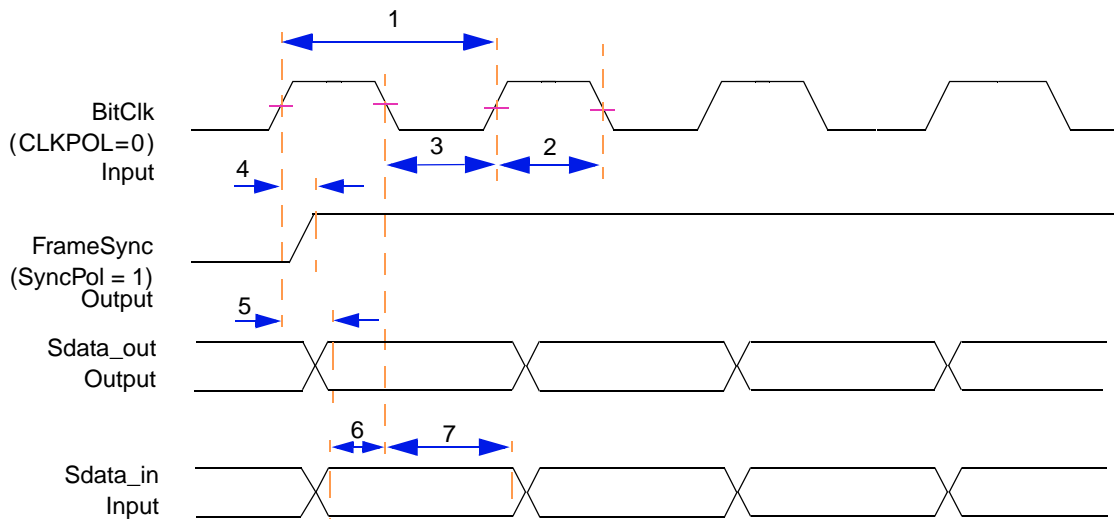 1
BitClk
(CLKPOL=0)
Input
3
2
4
FrameSync
(SyncPol = 1)
Output
5
Sdata_out
Output
6
7
Sdata_in
Input